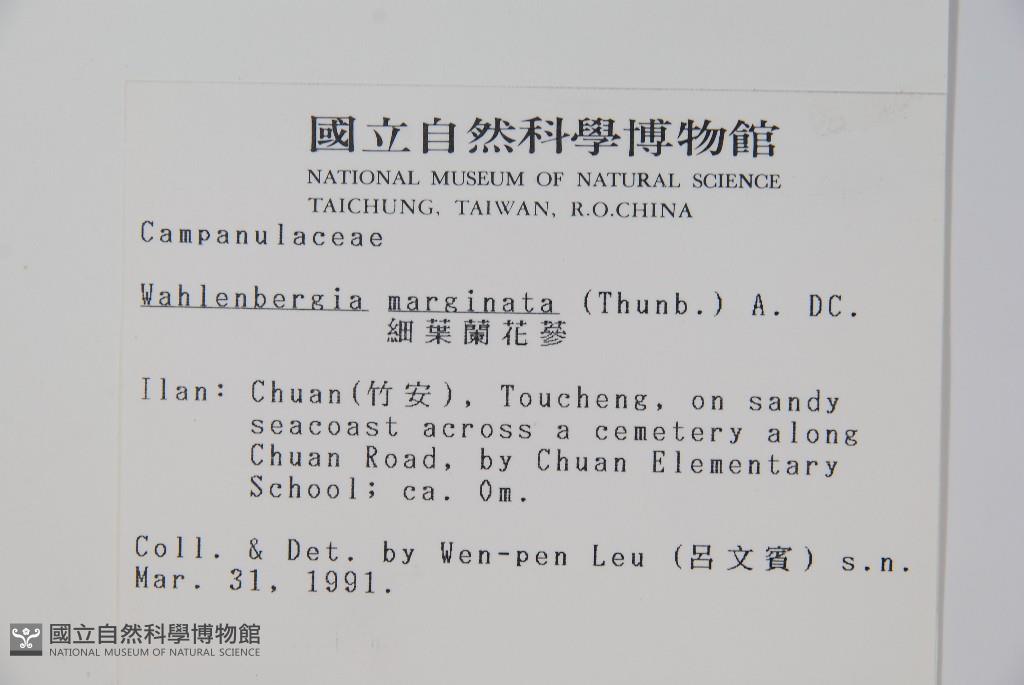 國立自然科學博物館
NATIONAL MUSEUM OF NATURAL SCIENCE
TAICHUNG, TAIWAN, R.O.CHINA
Campanulaceae
Wahlenbergia marginata (Thunb.) A. DC.
細葉蘭花蔘
Ilan: Chuan(竹安), Toucheng, on sandy
seacoast across a cemetery along
Chuan Road, by Chuan Elementary
School; ca. 0m.
Coll. & Det. by Wen-pen Leu (呂文賓) s.n.
Mar. 31, 1991.
國立自然科學博物館
NATIONAL MUSEUM OF NATURAL SCIENCE